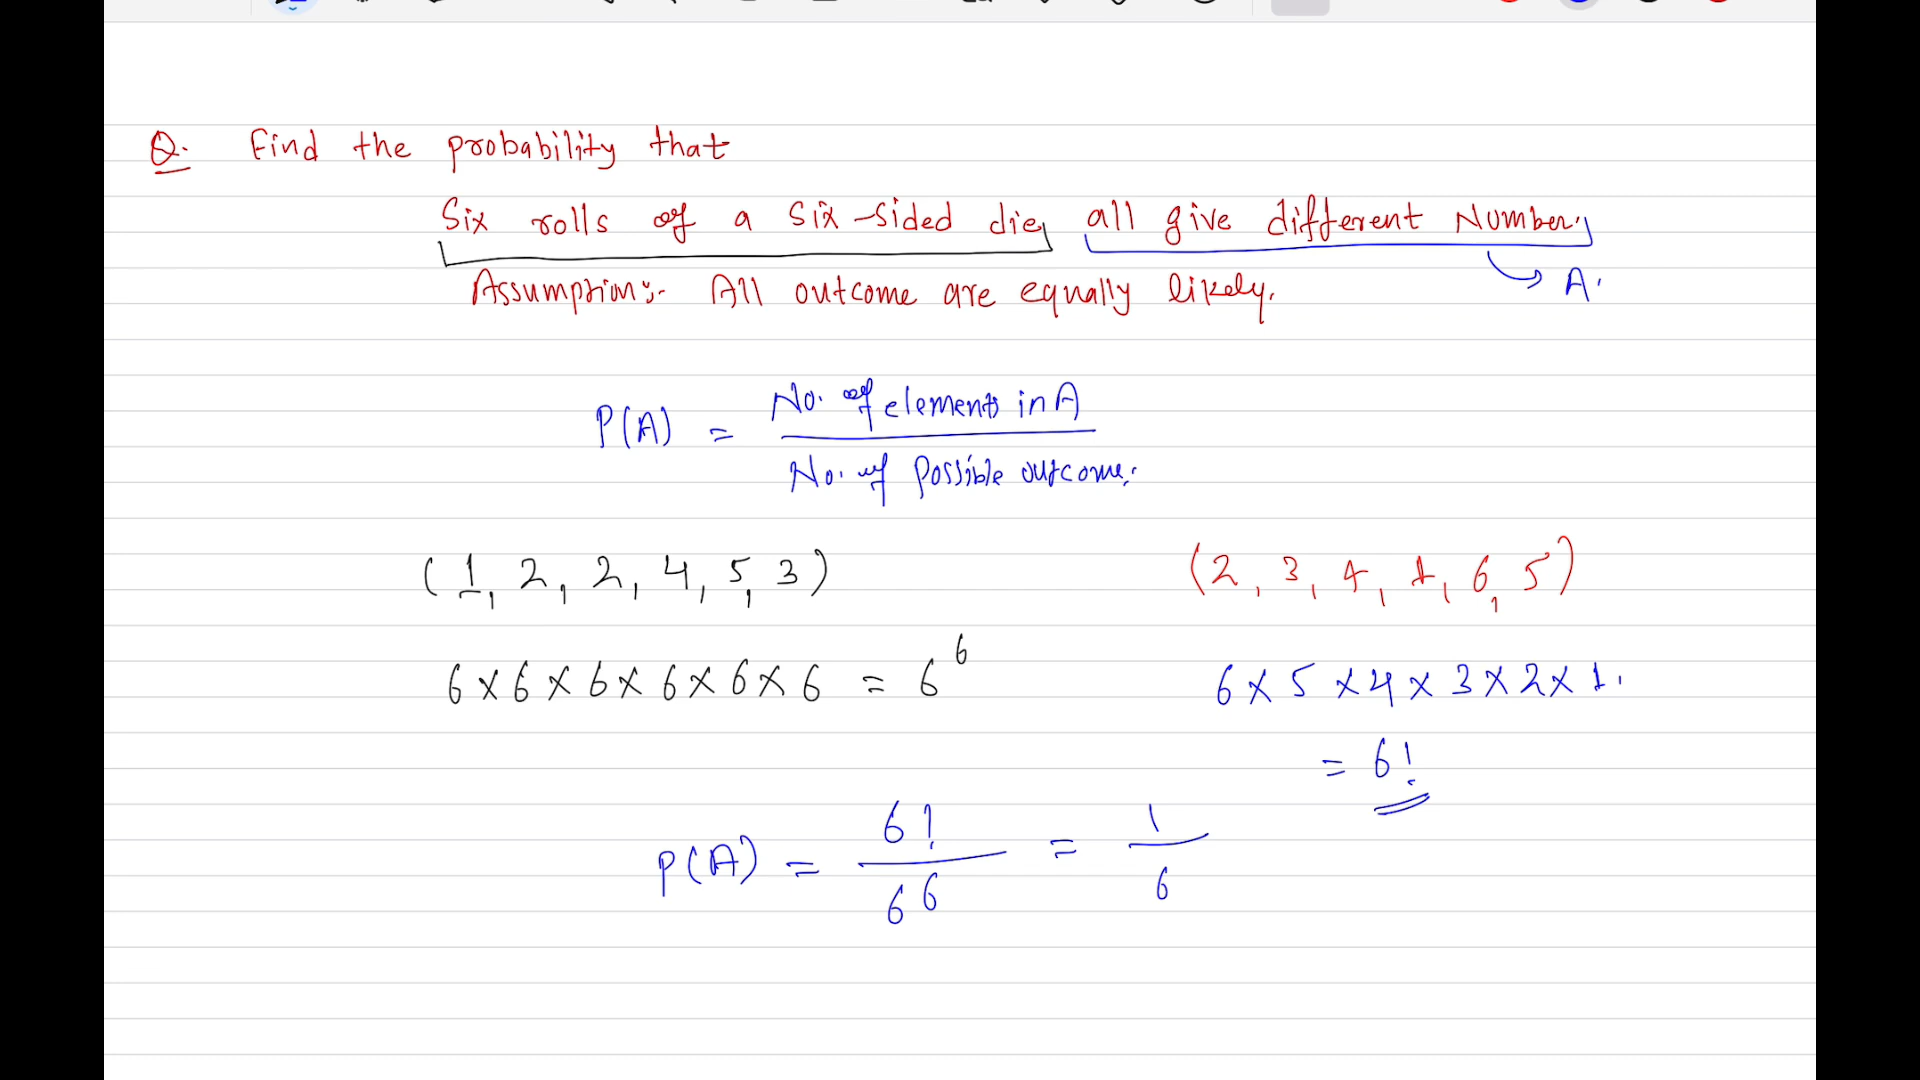 Q. Find the probability that
Six rolls of a six-sided die, all give different Number.
A.
Assumption:- All outcome are equally likely.
P(A) = No. of elements in A
No. of possible outcome.
(1, 2, 2, 4, 5, 3) (2, 3, 4, 1, 6, 5)
6 x 6 x 6 x 6 x 6 x 6 = 6^6 6 x 5 x 4 x 3 x 2 x 1.
= 6!
P(A) = 6! / 6^6 = 1 / 6